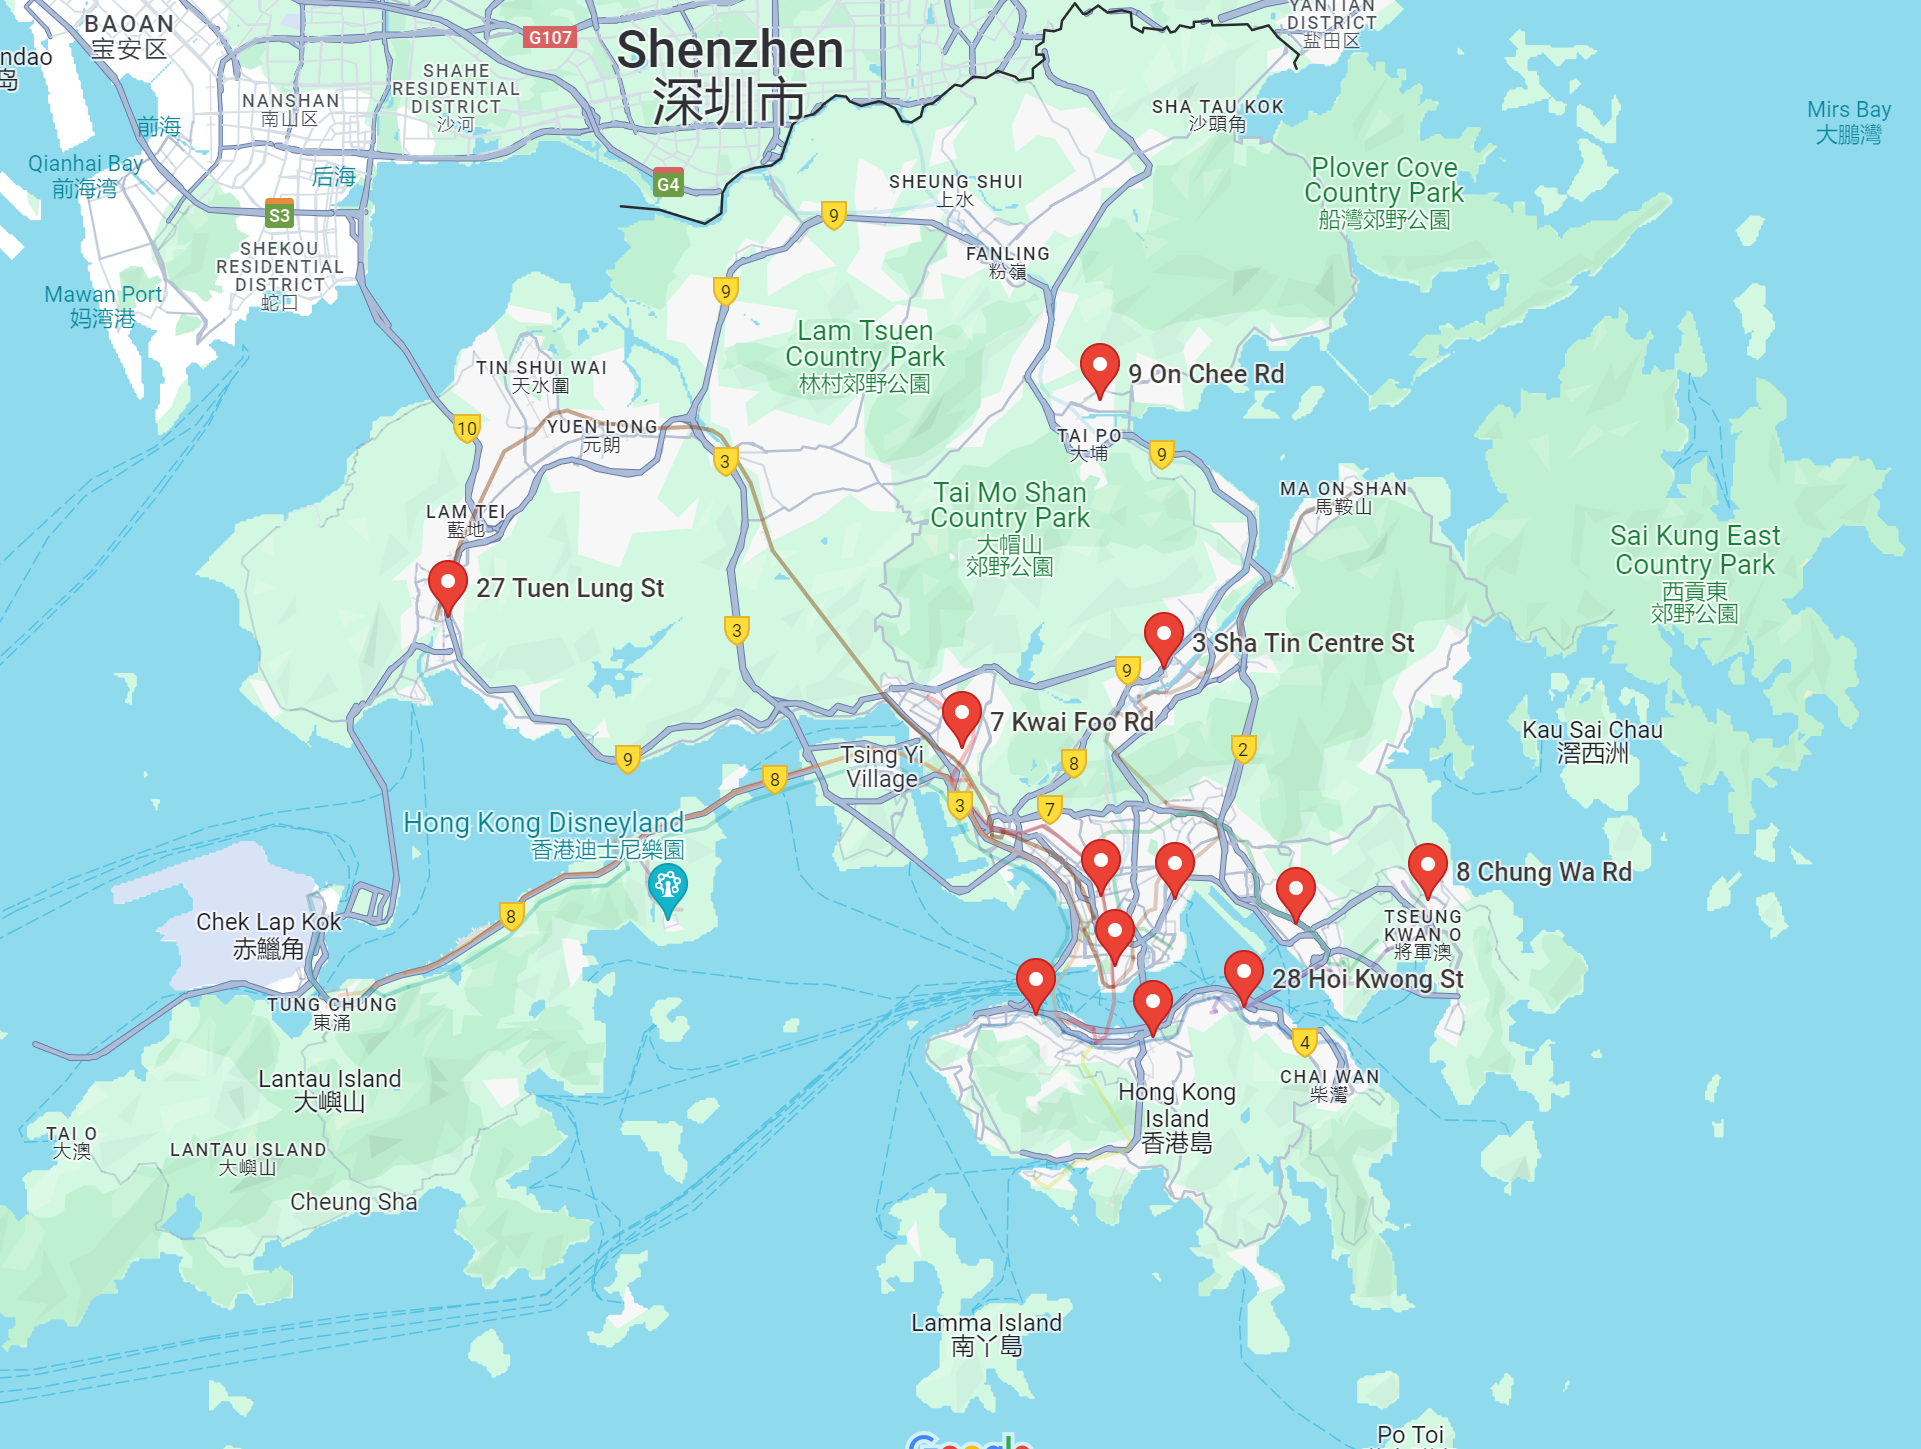 BAOAN
宝安区
ndao
岛
G107
Shenzhen
深圳市
YANTIAN
DISTRICT
盐田区
SHAHE
RESIDENTIAL
DISTRICT
沙河
NANSHAN
南山区
前海
Qianhai Bay
前海湾
后海
G4
S3
SHEKOU
RESIDENTIAL
DISTRICT
蛇口
Mawan Port
妈湾港
SHA TAU KOK
沙頭角
Mirs Bay
大鵬灣
Plover Cove
Country Park
船灣郊野公園
SHEUNG SHUI
上水
9
FANLING
粉嶺
9
Lam Tsuen
Country Park
林村郊野公園
TIN SHUI WAI
天水圍
9 On Chee Rd
10
YUEN LONG
元朗
3
TAI PO
大埔
9
Tai Mo Shan
Country Park
大帽山
郊野公園
MA ON SHAN
馬鞍山
LAM TEI
藍地
Sai Kung East
Country Park
西貢東
郊野公園
27 Tuen Lung St
3
3 Sha Tin Centre St
9
7 Kwai Foo Rd
Kau Sai Chau
滘西洲
Tsing Yi
Village
9
8
8
2
3
7
Hong Kong Disneyland
香港迪士尼樂園
8 Chung Wa Rd
8
Chek Lap Kok
赤鱲角
TSEUNG
KWAN O
將軍澳
28 Hoi Kwong St
TUNG CHUNG
東涌
4
Lantau Island
大嶼山
CHAI WAN
柴灣
Hong Kong
Island
香港島
TAI O
大澳
LANTAU ISLAND
大嶼山
Cheung Sha
Lamma Island
南丫島
Po Toi
Google